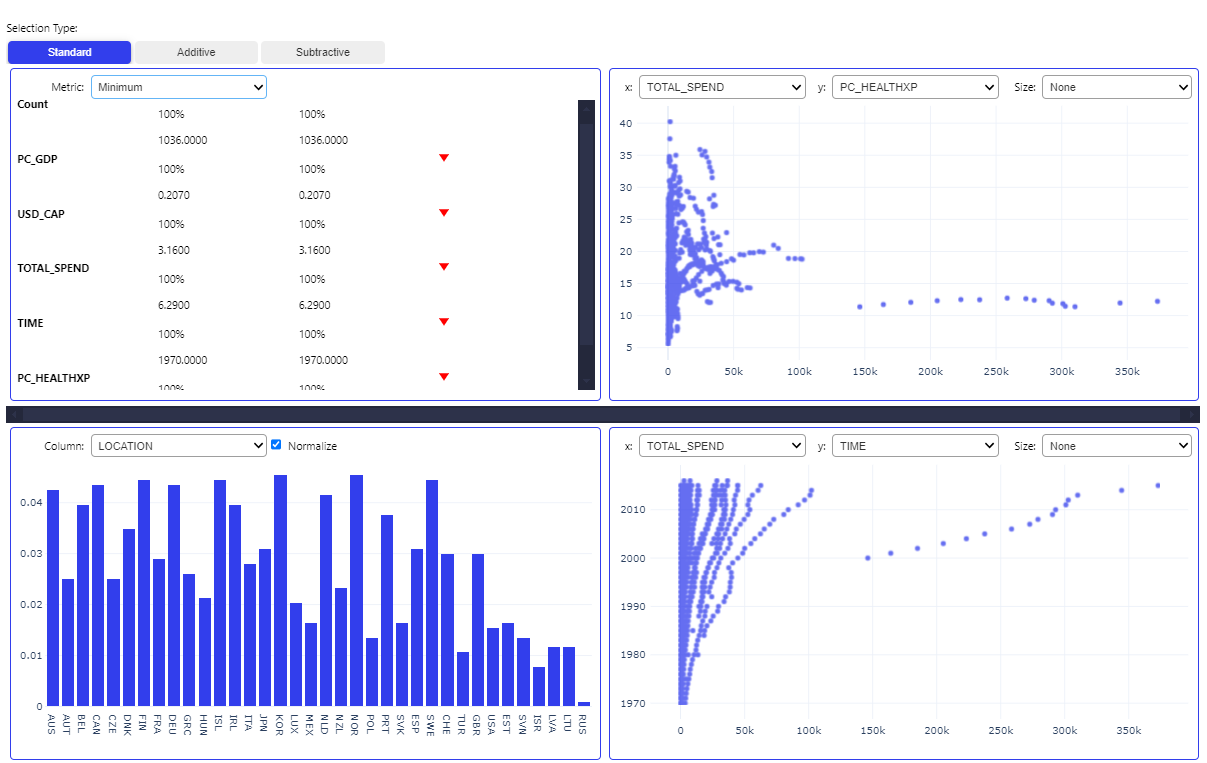 Selection Type:
Standard Additive Subtractive
Metric: Minimum
Count
100% 100%
1036.0000 1036.0000
PC_GDP
100% 100%
0.2070 0.2070
USD_CAP
100% 100%
3.1600 3.1600
TOTAL_SPEND
100% 100%
6.2900 6.2900
TIME
100% 100%
1970.0000 1970.0000
PC_HEALTHXP
100% 100%
x: TOTAL_SPEND y: PC_HEALTHXP Size: None
40
35
30
25
20
15
10
5
0 50k 100k 150k 200k 250k 300k 350k
Column: LOCATION Normalize
0.04
0.03
0.02
0.01
0
AUS AUT BEL CAN CZE DNK FIN FRA DEU GRC HUN ISL IRL ITA JPN KOR LUX MEX NLD NZL NOR POL PRT SVK ESP SWE CHE TUR GBR USA EST SVN ISR LVA LTU RUS
x: TOTAL_SPEND y: TIME Size: None
2010
2000
1990
1980
1970
0 50k 100k 150k 200k 250k 300k 350k